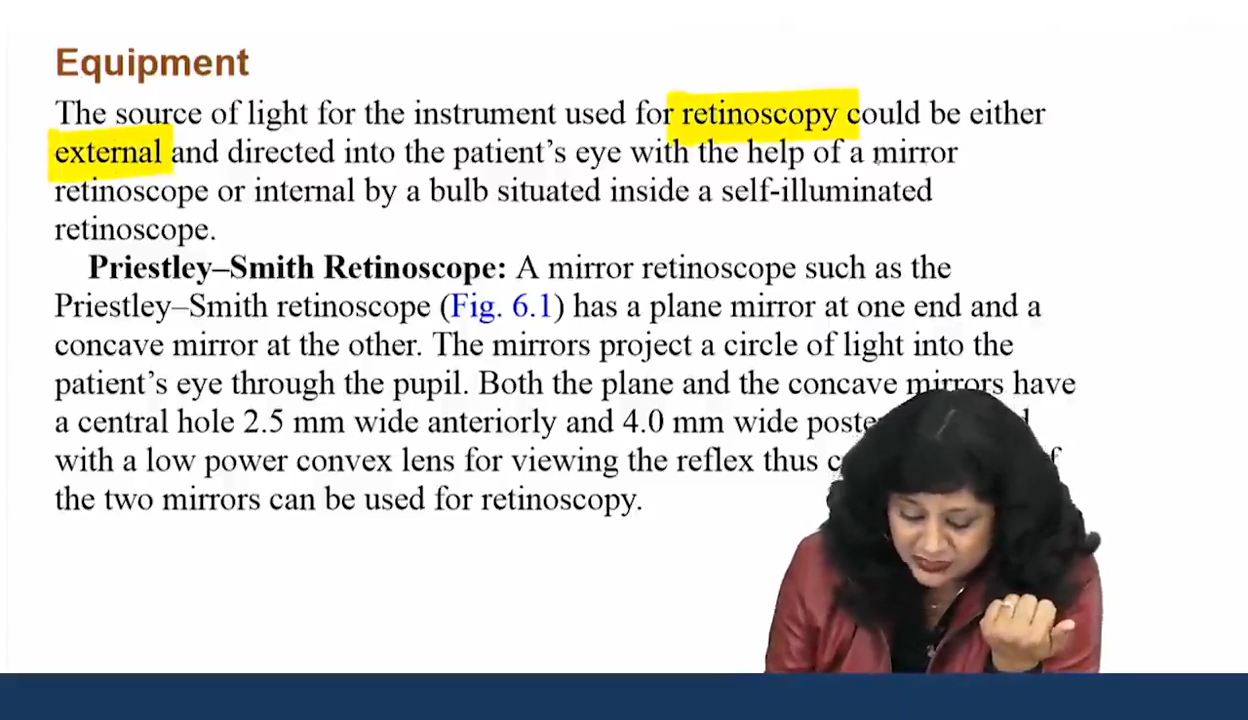 Equipment
The source of light for the instrument used for retinoscopy could be either
external and directed into the patient’s eye with the help of a mirror
retinoscope or internal by a bulb situated inside a self-illuminated
retinoscope.
Priestley–Smith Retinoscope: A mirror retinoscope such as the
Priestley–Smith retinoscope (Fig. 6.1) has a plane mirror at one end and a
concave mirror at the other. The mirrors project a circle of light into the
patient’s eye through the pupil. Both the plane and the concave mirrors have
a central hole 2.5 mm wide anteriorly and 4.0 mm wide
with a low power convex lens for viewing the reflex thus
the two mirrors can be used for retinoscopy.